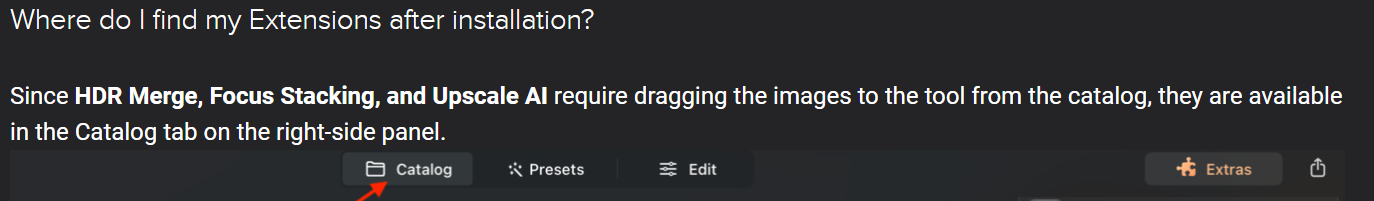 Where do I find my Extensions after installation?
Since HDR Merge, Focus Stacking, and Upscale AI require dragging the images to the tool from the catalog, they are available
in the Catalog tab on the right-side panel.
Catalog Presets Edit Extras